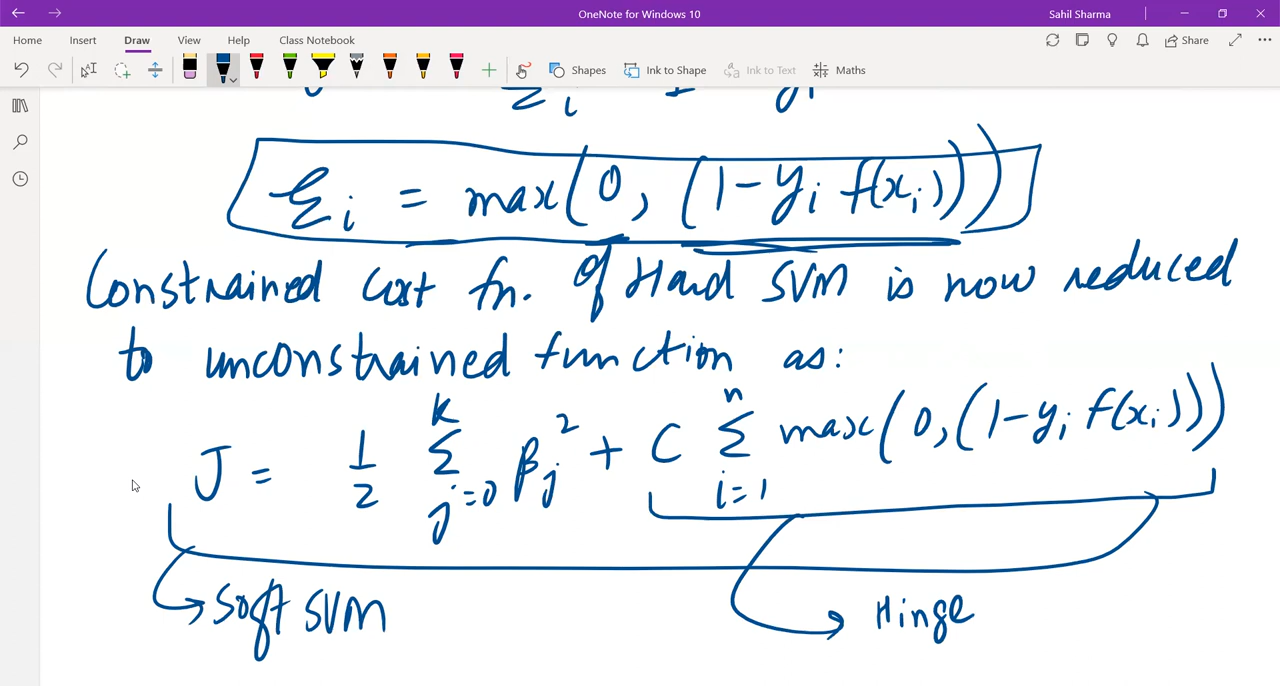 OneNote for Windows 10
Sahil Sharma
Home Insert Draw View Help Class Notebook Share
Shapes Ink to Shape Ink to Text Maths
ξi = max(0, (1-yi f(xi)))
Constrained cost fn. of Hard SVM is now reduced
to unconstrained function as:
J = 1/2 Σ_{j=0}^{k} βj² + C Σ_{i=1}^{n} max(0, (1-yi f(xi)))
Soft SVM
Hinge